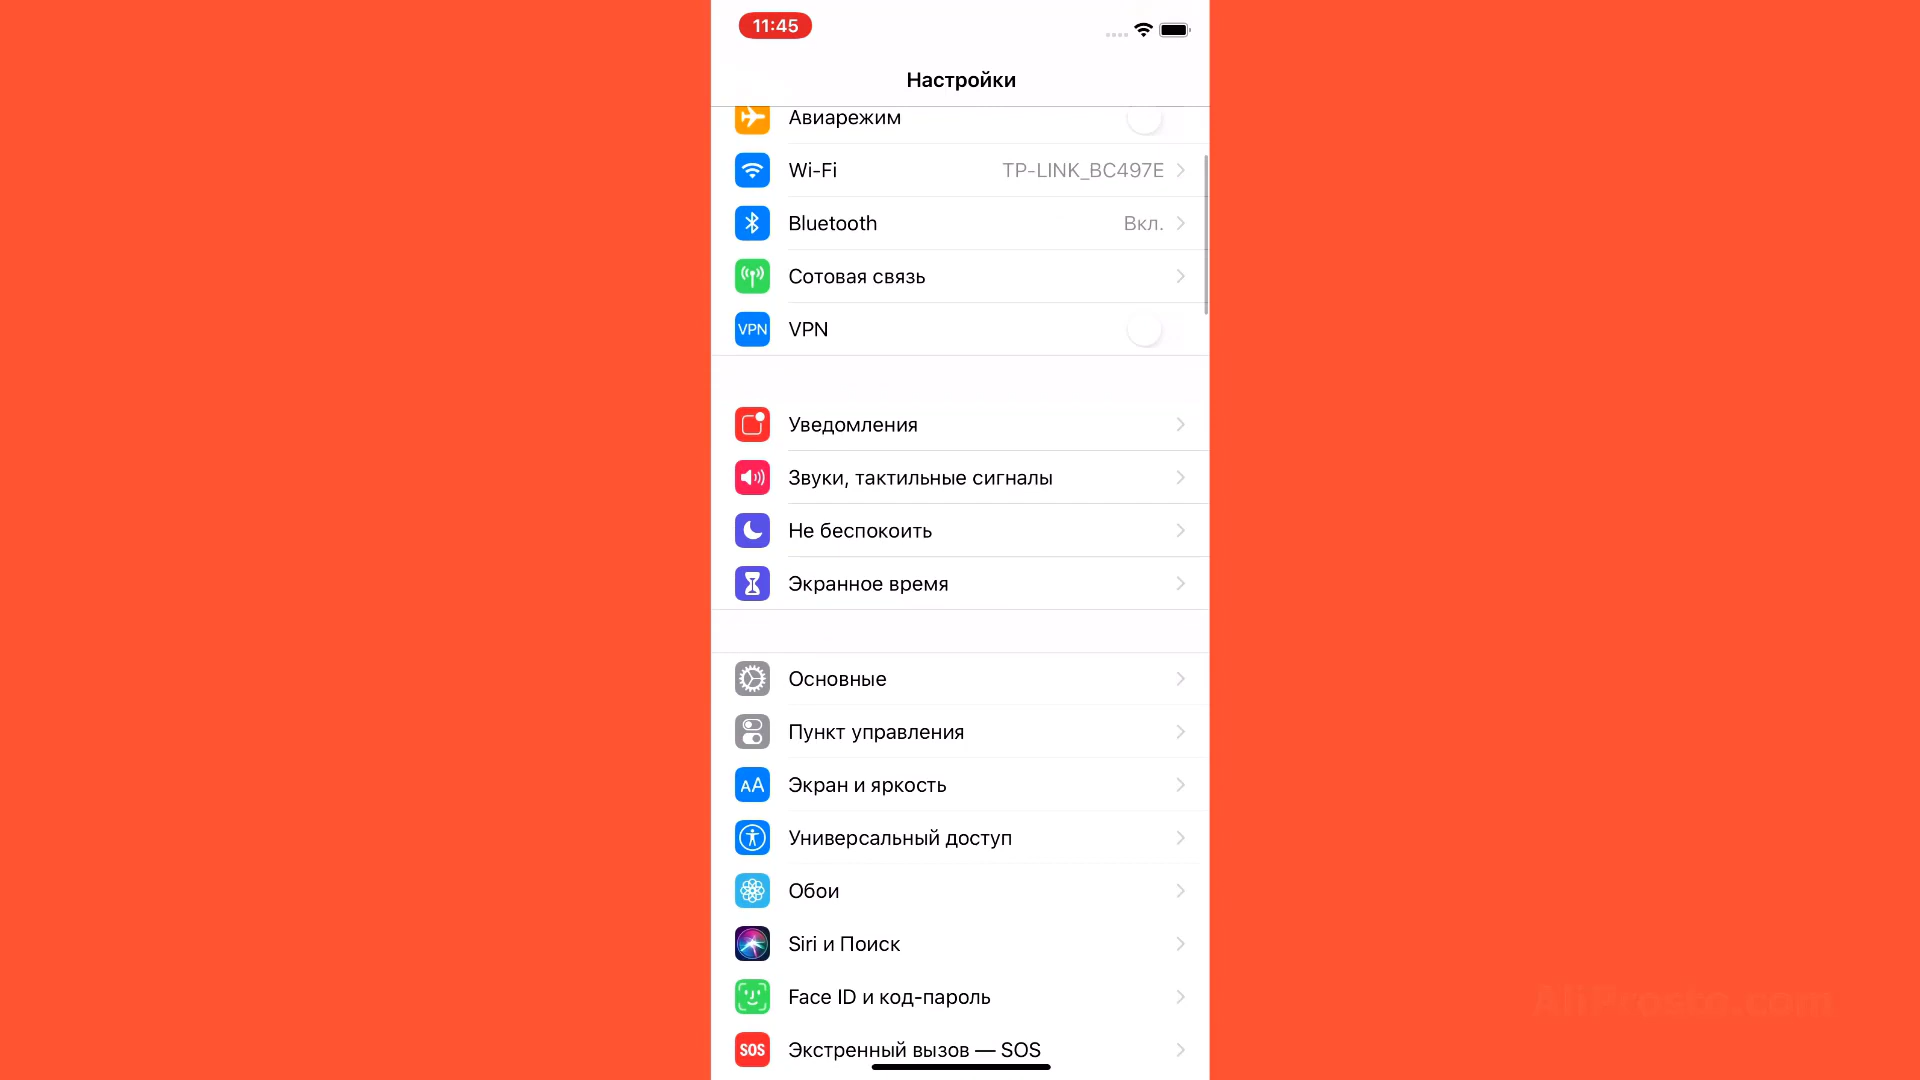 11:45
Настройки
Авиарежим
Wi-Fi
TP-LINK_BC497E
Bluetooth
Вкл.
Сотовая связь
VPN VPN
Уведомления
Звуки, тактильные сигналы
Не беспокоить
Экранное время
Основные
Пункт управления
AA Экран и яркость
Универсальный доступ
Обои
Siri и Поиск
Face ID и код-пароль
SOS Экстренный вызов — SOS
AliProsto.com